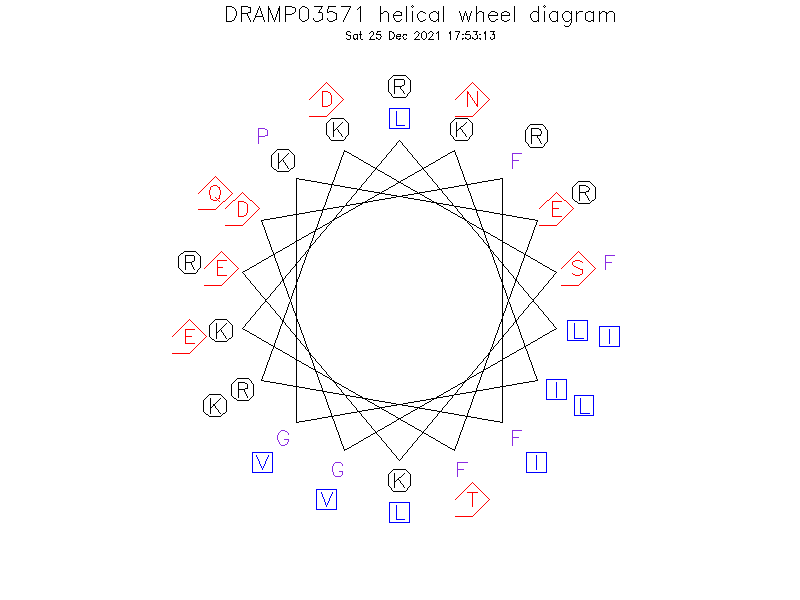 DRAMP03571 helical wheel diagram
Sat 25 Dec 2021 17:53:13
R
D N
L
K K R
P F
K
Q R
D E
R E S F
E K L I
R I
K L
G F
V I
G F
K
V T
L